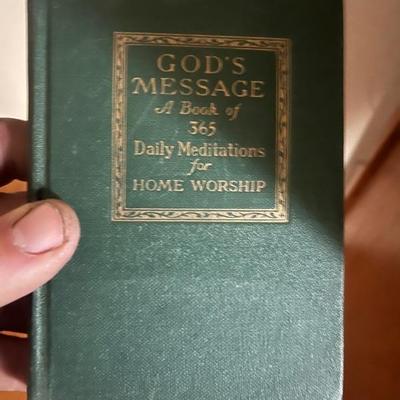 GOD'S
MESSAGE
A Book of
365
Daily Meditations
for
HOME WORSHIP